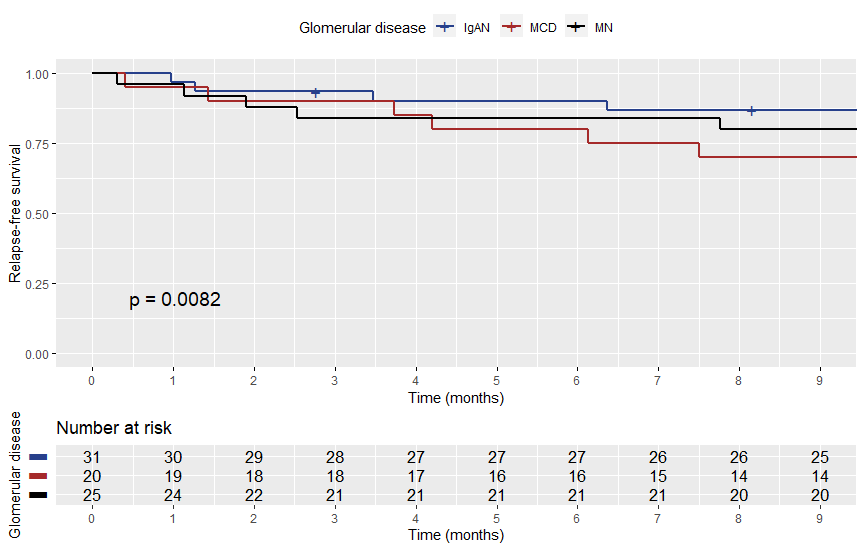 Glomerular disease IgAN MCD MN
Relapse-free survival
1.00
0.75
0.50
0.25
0.00
p = 0.0082
0 1 2 3 4 5 6 7 8 9
Time (months)
Number at risk
Glomerular disease
31 30 29 28 27 27 27 26 26 25
20 19 18 18 17 16 16 15 14 14
25 24 22 21 21 21 21 21 20 20
0 1 2 3 4 5 6 7 8 9
Time (months)